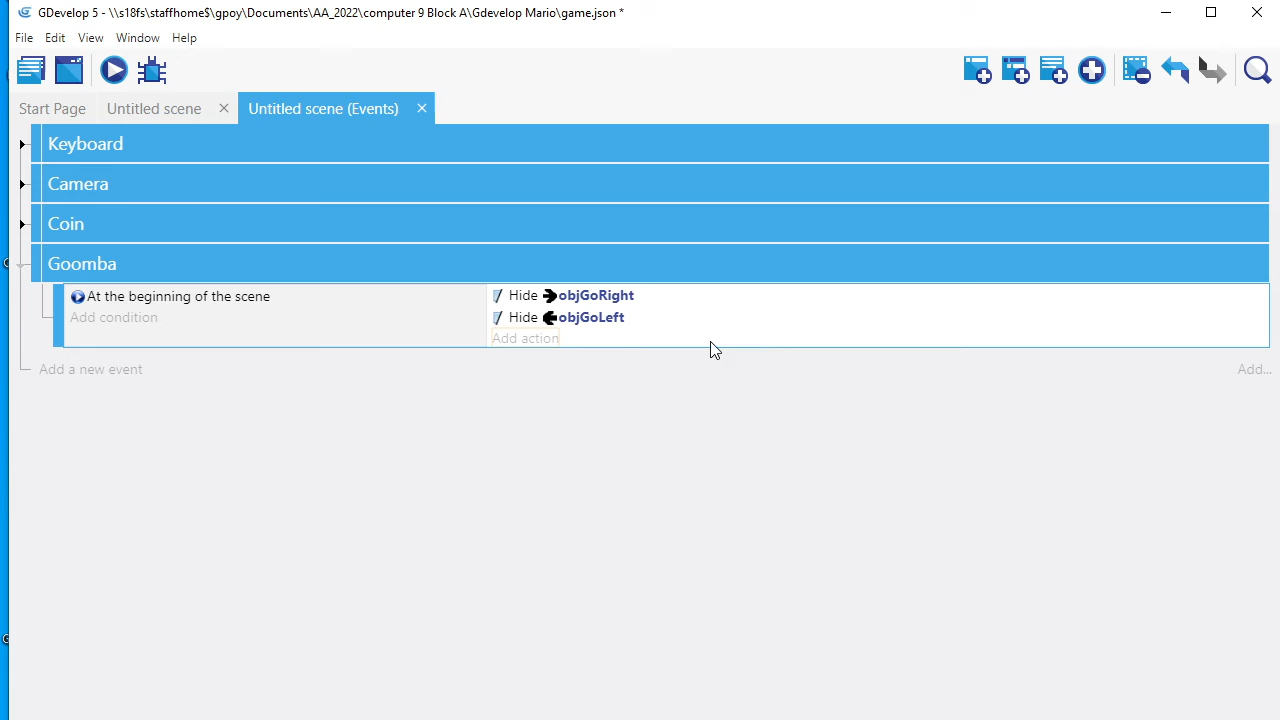 GDevelop 5 - \\s18fs\staffhome$\gpoy\Documents\AA_2022\computer 9 Block A\Gdevelop Mario\game.json *
File Edit View Window Help
Start Page Untitled scene × Untitled scene (Events) ×
Keyboard
Camera
Coin
Goomba
At the beginning of the scene
Add condition
Hide objGoRight
Hide objGoLeft
Add action
Add a new event Add...